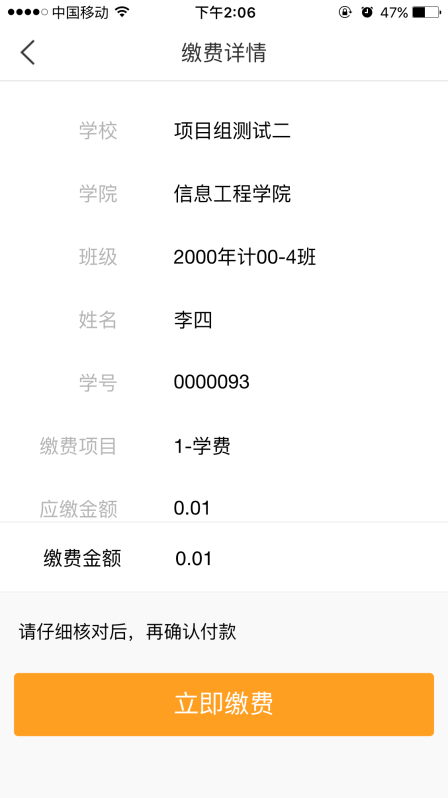 中国移动 下午2:06 47%
缴费详情
学校 项目组测试二
学院 信息工程学院
班级 2000年计00-4班
姓名 李四
学号 0000093
缴费项目 1-学费
应缴金额 0.01
缴费金额 0.01
请仔细核对后，再确认付款
立即缴费